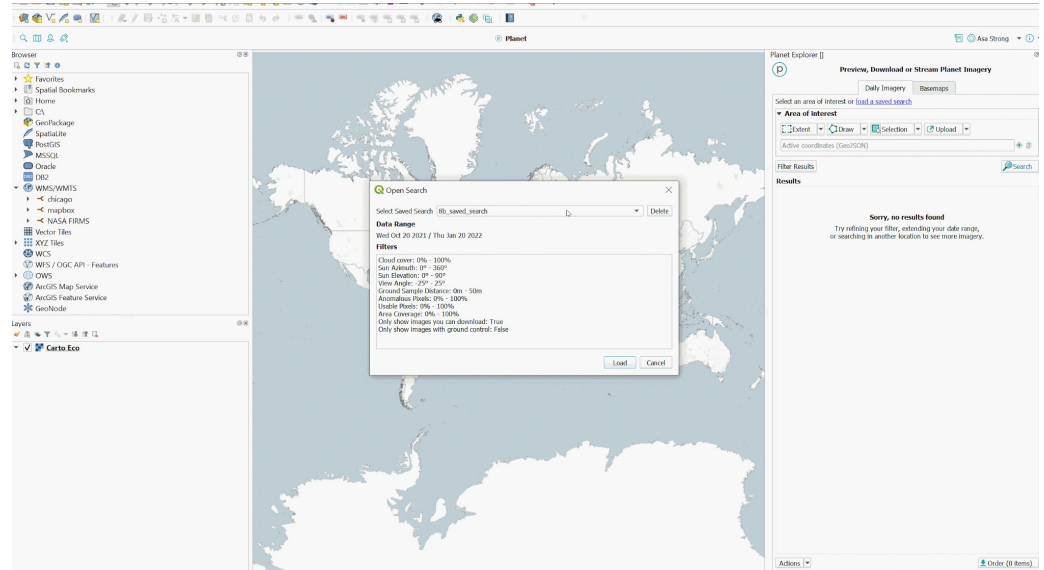 Planet
Asa Strong
Browser
Favorites
Spatial Bookmarks
Home
C:\
GeoPackage
SpatiaLite
PostGIS
MSSQL
Oracle
DB2
WMS/WMTS
chicago
mapbox
NASA FIRMS
Vector Tiles
XYZ Tiles
WCS
WFS / OGC API - Features
OWS
ArcGIS Map Service
ArcGIS Feature Service
GeoNode
Layers
Carto Eco
Open Search
Select Saved Search 8b_saved_search Delete
Data Range
Wed Oct 20 2021 / Thu Jan 20 2022
Filters
Cloud cover: 0% - 100%
Sun Azimuth: 0° - 360°
Sun Elevation: 0° - 90°
View Angle: -25° - 25°
Ground Sample Distance: 0m - 50m
Anomalous Pixels: 0% - 100%
Usable Pixels: 0% - 100%
Area Coverage: 0% - 100%
Only show images you can download: True
Only show images with ground control: False
Load Cancel
Planet Explorer []
Preview, Download or Stream Planet Imagery
Daily Imagery Basemaps
Select an area of interest or load a saved search
Area of interest
Extent Draw Selection Upload
Active coordinates (GeoJSON)
Filter Results Search
Results
Sorry, no results found
Try refining your filter, extending your date range,
or searching in another location to see more imagery.
Actions Order (0 items)